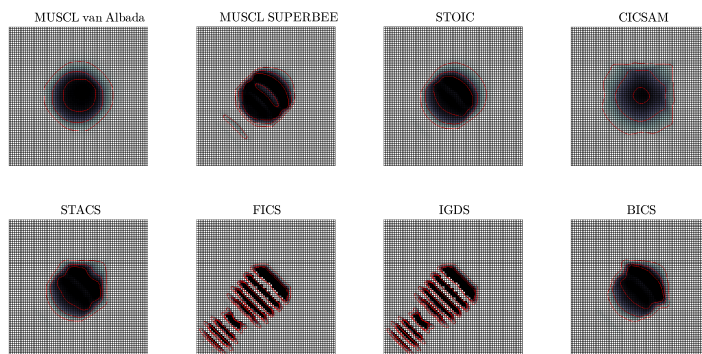 MUSCL van Albada
MUSCL SUPERBEE
STOIC
CICSAM
STACS
FICS
IGDS
BICS